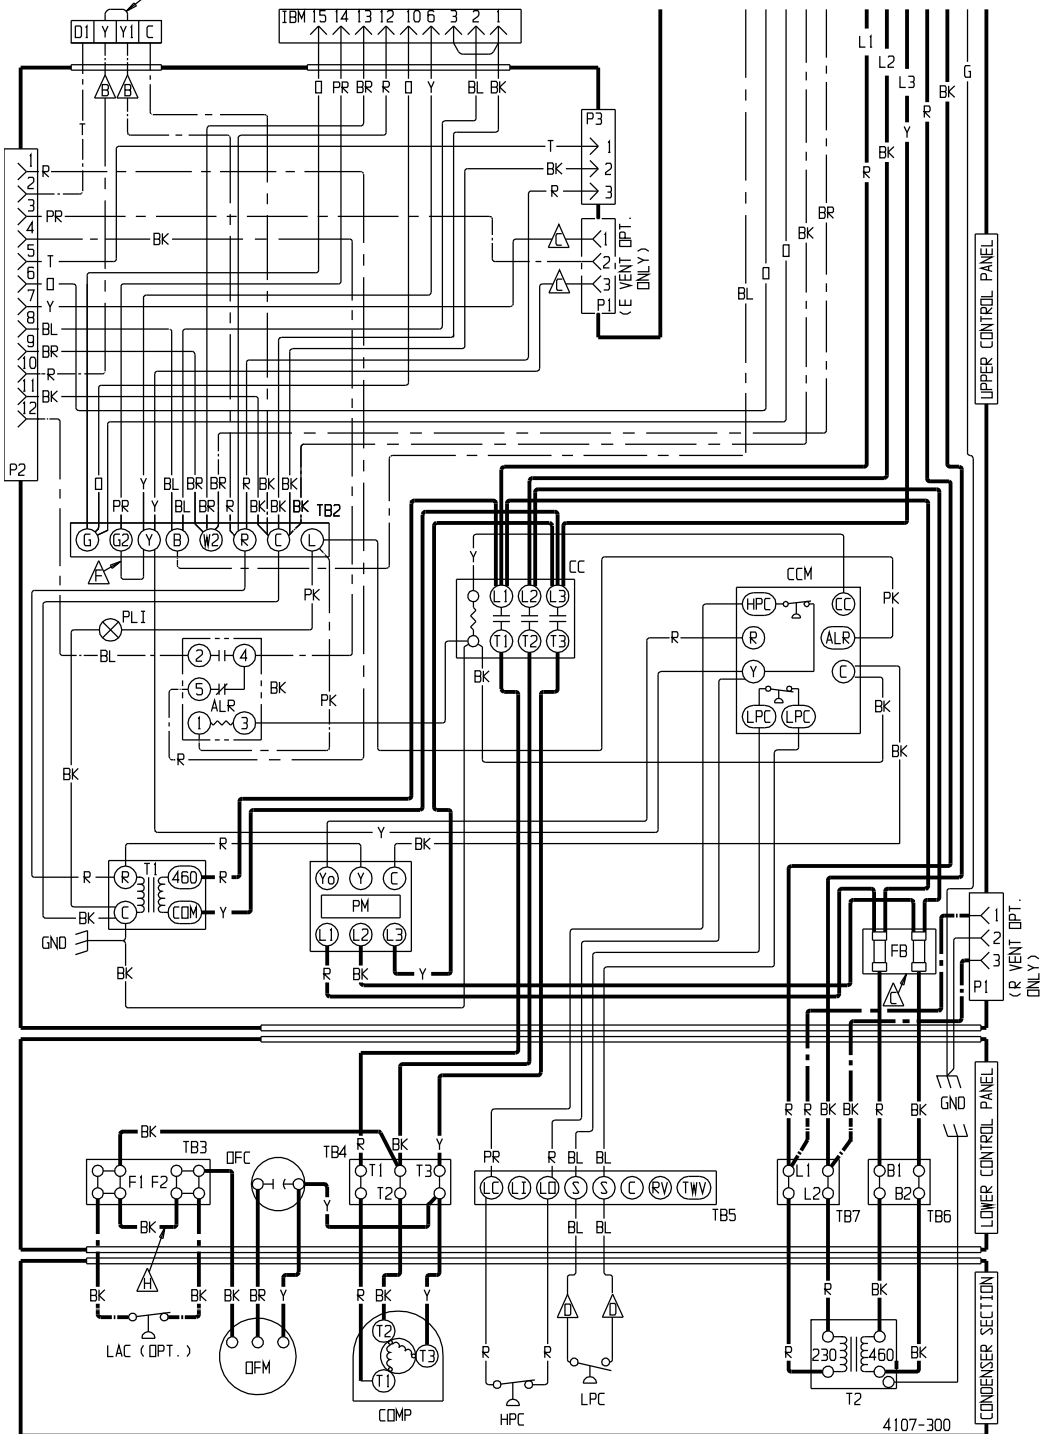 D1 Y Y1 C
IBM 15 14 13 12 10 6 3 2 1
L1
L2
L3
G
BK
R
Y
B B
O PR BR R O Y BL BK
T
P3
T 1
BK 2
R 3
BK
R
1 R
2
3 PR
4 BK
5 T
6 O
7 Y
8 BL
9 BR
10 R
11 BK
12
P2
C 1
2
C 3
P1
(E VENT OPT. ONLY)
BR
BK
O
O
BL
UPPER CONTROL PANEL
O PR Y Y BL BL BR BR BR R R BK BK BK BK
TB2
G G2 Y B W2 R C L
F
Y
CC
CCM
PK
PLI
L1 L2 L3
HPC CC
PK
T1 T2 T3
R
R ALR
BL
2 4
BK
Y C
5
ALR
BK
PK
1 3
LPC LPC
BK
R
BK
BK
Y
R
BK
T1
R R 460 R
Yo Y C
PM
BK C COM Y
GND
L1 L2 L3
BK
R BK Y
FB
C
1
2
3
P1
(R VENT OPT. ONLY)
GND
R R BK BK R BK
LOWER CONTROL PANEL
BK
TB3
OFC
R BK Y
TB4
T1 T3
T2
F1 F2
PR R BL BL
LC LI LO S S C RV TWV
TB5
L1
L2
TB7
B1
B2
TB6
Y
BK
BL BL
H
BK BK BK BR Y
R BK Y
D D
R BK
LAC (OPT.)
OFM
T2
T3
T1
COMP
R R
HPC
LPC
R 230 460 BK
T2
CONDENSER SECTION
4107-300